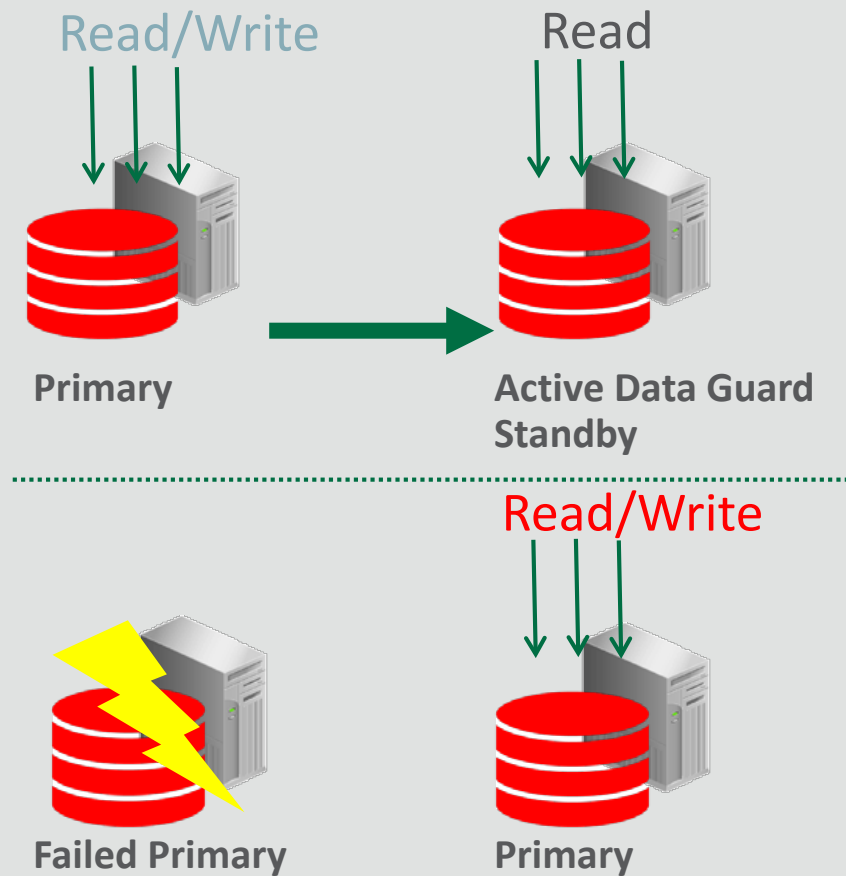 Read/Write
Read
Primary
Active Data Guard
Standby
Read/Write
Failed Primary
Primary